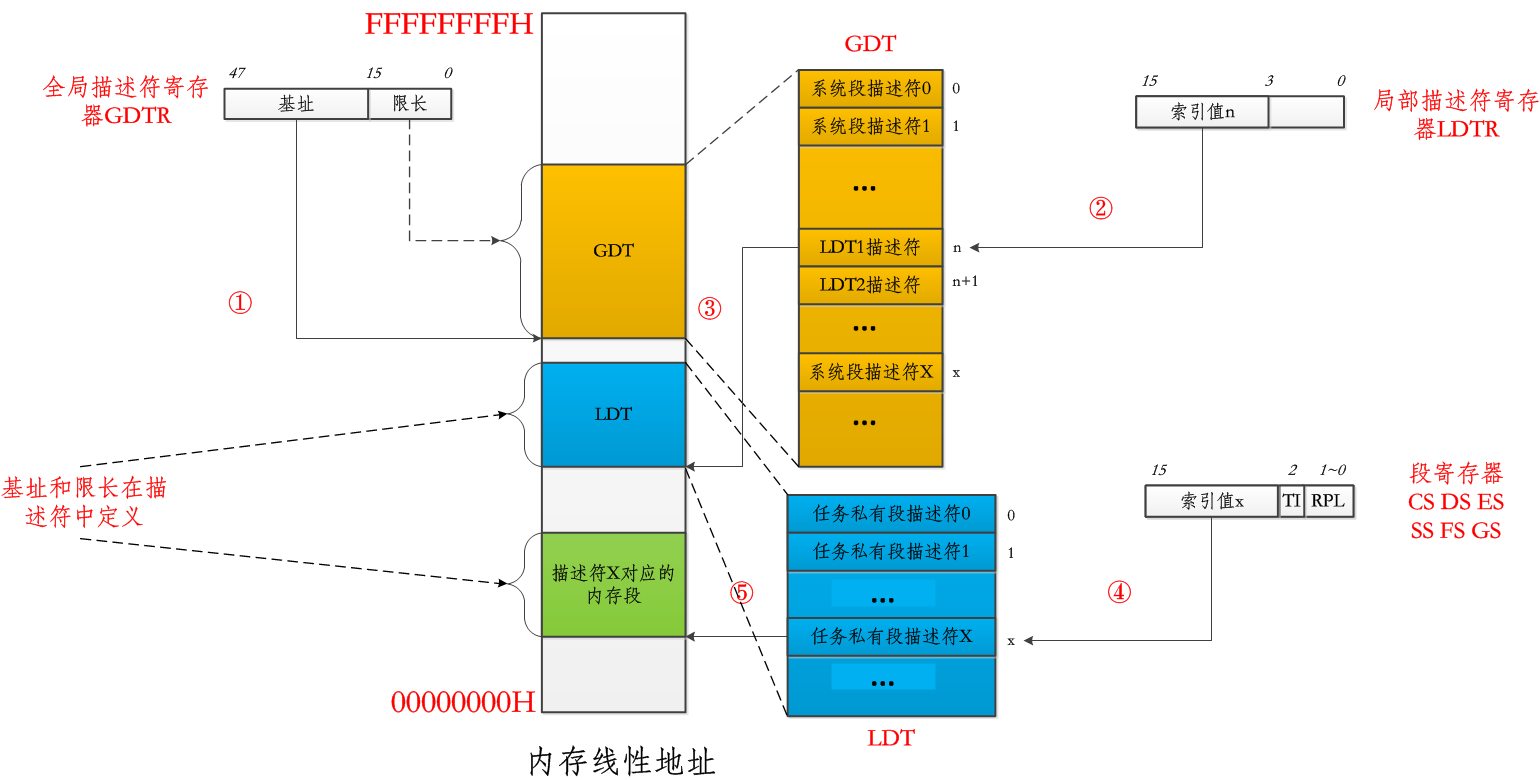 FFFFFFFFH
GDT
47
15
0
全局描述符寄存
器GDTR
基址
限长
系统段描述符0
0
系统段描述符1
1
...
15
3
0
索引值n
局部描述符寄存
器LDTR
②
GDT
LDT1描述符
n
LDT2描述符
n+1
①
③
...
系统段描述符X
x
...
LDT
基址和限长在描
述符中定义
15
2
1~0
索引值x
TI
RPL
段寄存器
CS DS ES
SS FS GS
任务私有段描述符0
0
任务私有段描述符1
1
...
描述符X对应的
内存段
⑤
④
任务私有段描述符X
x
...
00000000H
LDT
内存线性地址